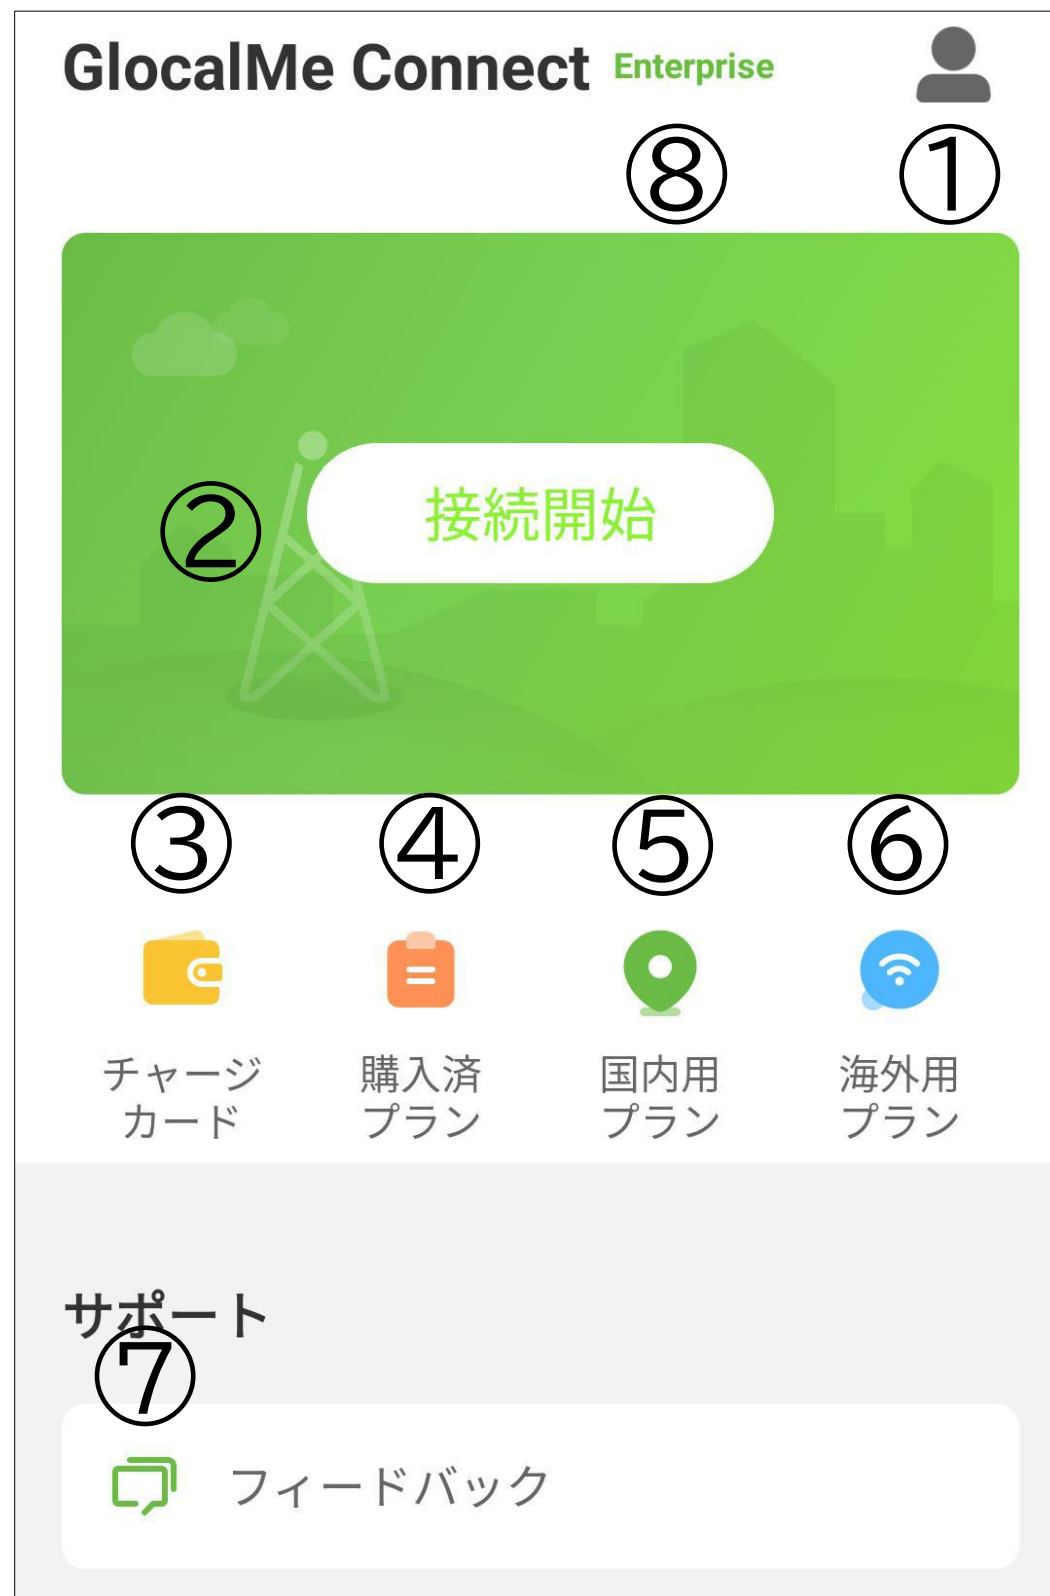 GlocalMe Connect Enterprise
⑧ ①
② 接続開始
③ ④ ⑤ ⑥
チャージ 購入済 国内用 海外用
カード プラン プラン プラン
サポート
⑦
フィードバック